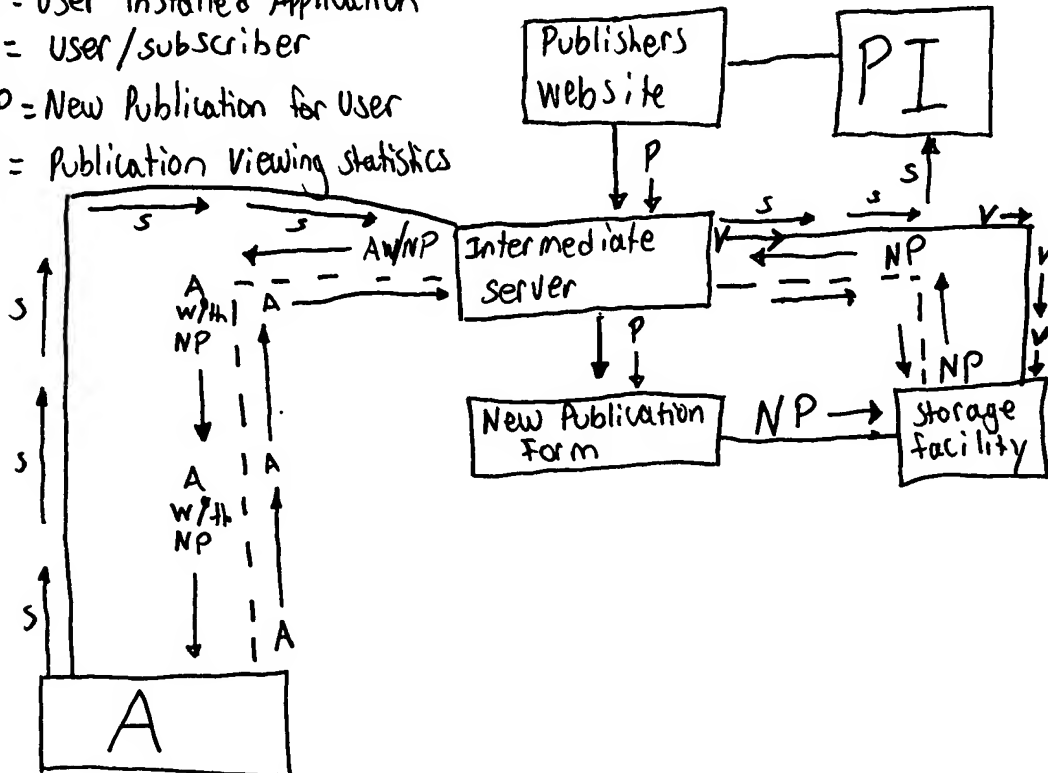 = User Installed Application
= User/subscriber
P = New Publication for User
= Publication Viewing Statistics
Publishers
website
PI
P
S
S
S
Intermediate
server
AW/NP
A
S
S
V
V
NP
V
V
A
W/th
NP
A
W/th
NP
A
A
A
S
S
S
P
New Publication
Form
NP
NP
Storage
facility